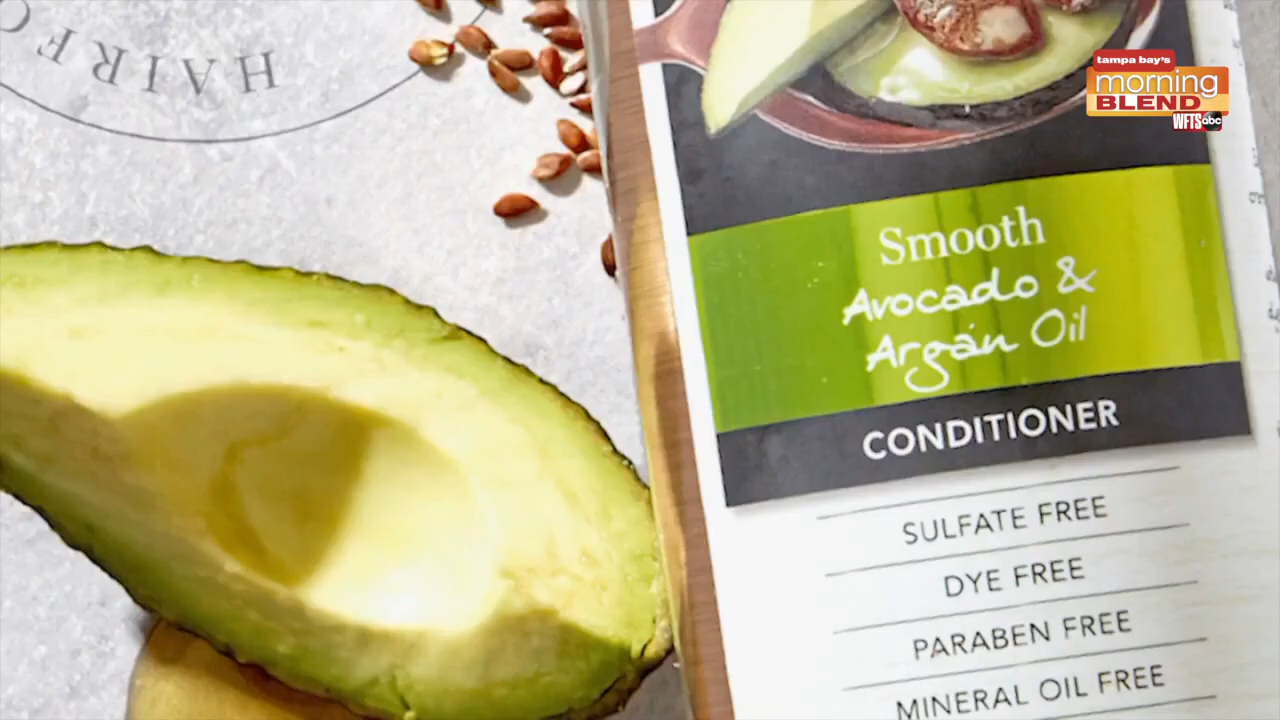 HAIRFO
tampa bay's
morning
BLEND
WFTS abc
Smooth
Avocado &
Argan Oil
CONDITIONER
SULFATE FREE
DYE FREE
PARABEN FREE
MINERAL OIL FREE